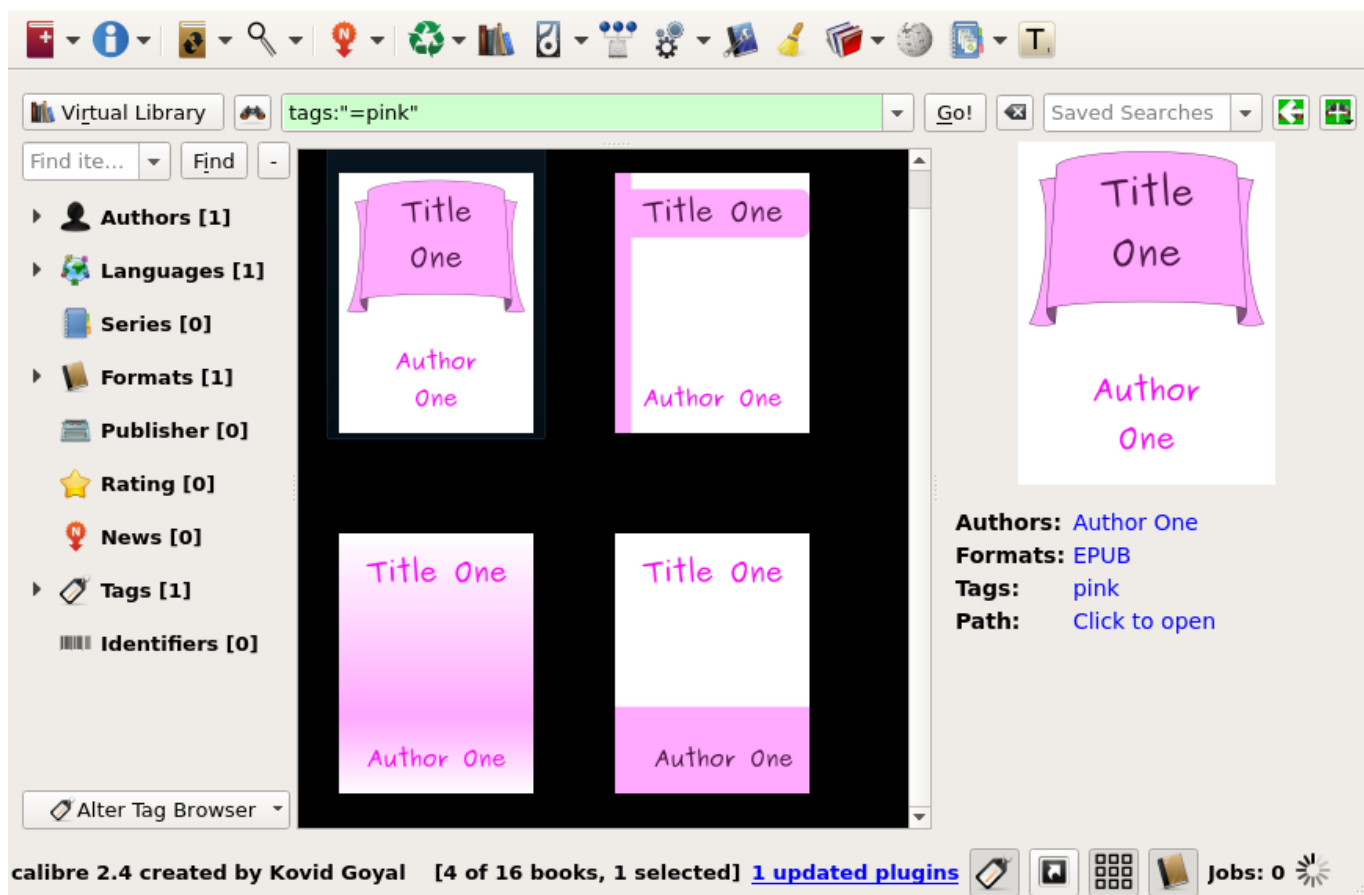 T
Virtual Library
tags:"=pink"
Go!
Saved Searches
Find ite...
Find
-
Authors [1]
Languages [1]
Series [0]
Formats [1]
Publisher [0]
Rating [0]
News [0]
Tags [1]
Identifiers [0]
Alter Tag Browser
Title
One
Author
One
Title One
Author One
Title One
Author One
Title One
Author One
Title
One
Author
One
Authors: Author One
Formats: EPUB
Tags: pink
Path: Click to open
calibre 2.4 created by Kovid Goyal [4 of 16 books, 1 selected] 1 updated plugins Jobs: 0